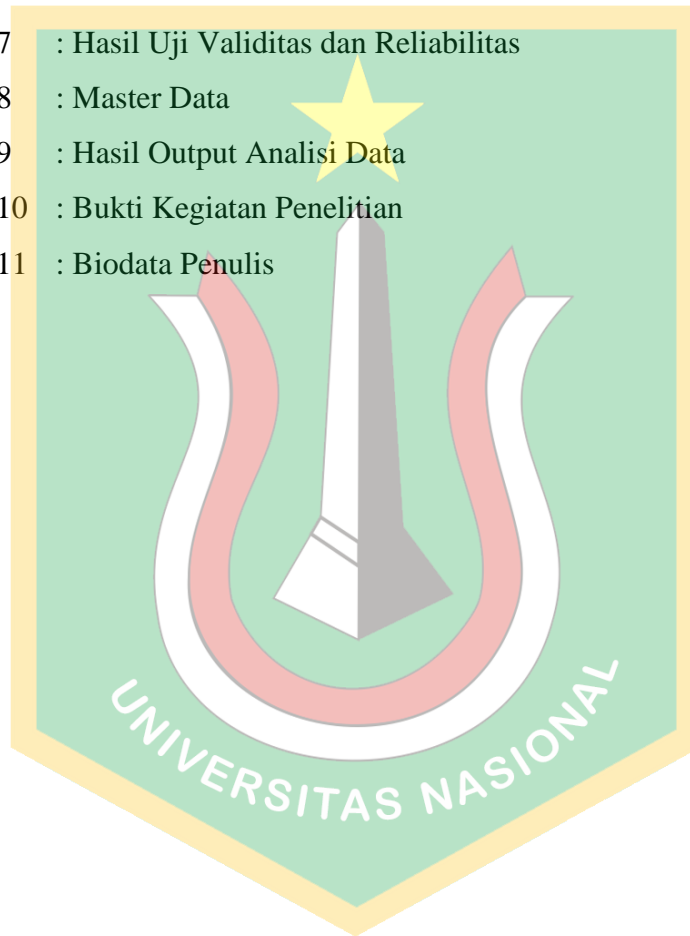 7 : Hasil Uji Validitas dan Reliabilitas
8 : Master Data
9 : Hasil Output Analisi Data
10 : Bukti Kegiatan Penelitian
11 : Biodata Penulis
UNIVERSITAS NASIONAL